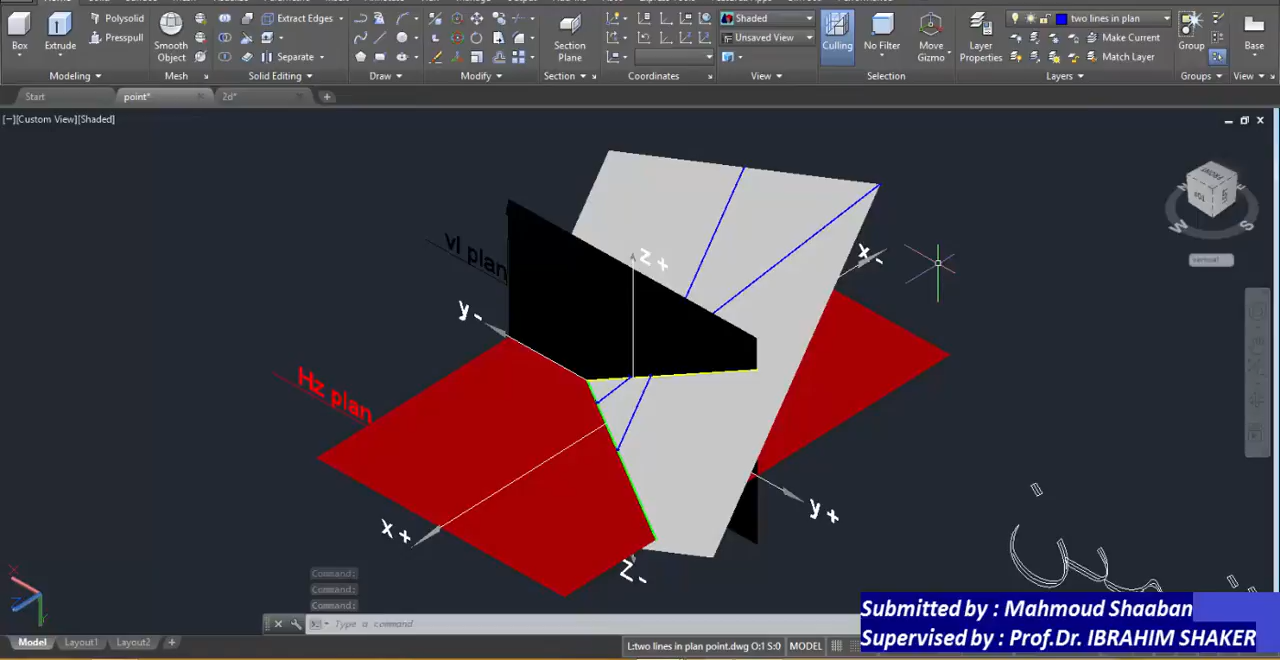 Box
Extrude
Polysolid
Presspull
Modeling
Smooth
Object
Mesh
Extract Edges
Separate
Solid Editing
Draw
Modify
Section
Plane
Section
Coordinates
Shaded
Unsaved View
View
Culling
No Filter
Move
Gizmo
Selection
Layer
Properties
two lines in plan
Make Current
Match Layer
Layers
Group
Groups
Base
View
Start
point*
2d*
[−][Custom View][Shaded]
TOP
W
S
vertical
vl plan
Hz plan
z +
x -
y -
y +
x +
Z -
Command:
Command:
Command:
Type a command
Model
Layout1
Layout2
L:two lines in plan point.dwg O:1 S:0
MODEL
Submitted by : Mahmoud Shaaban
Supervised by : Prof.Dr. IBRAHIM SHAKER